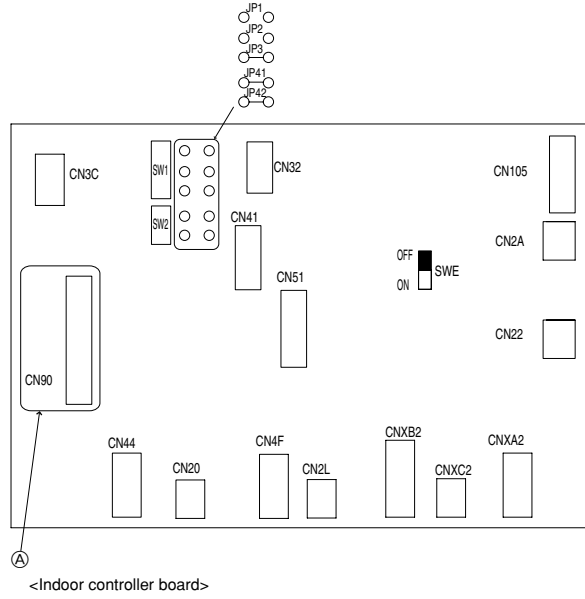 JP1
JP2
JP3
JP41
JP42
CN3C
SW1
CN32
CN105
SW2
CN41
CN2A
OFF
SWE
ON
CN51
CN22
CN90
CN44
CN20
CN4F
CN2L
CNXB2
CNXC2
CNXA2
A
<Indoor controller board>